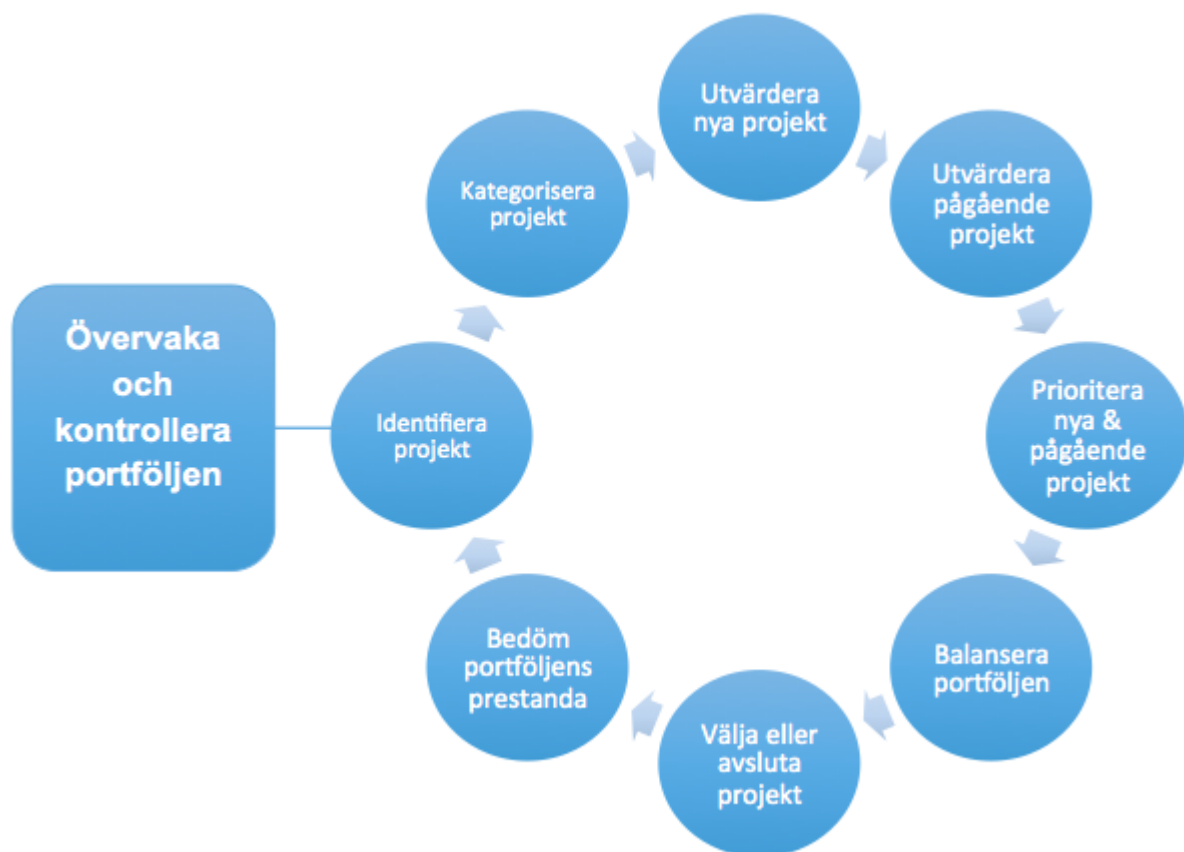 Övervaka
och
kontrollera
portföljen
Identifiera
projekt
Kategorisera
projekt
Utvärdera
nya projekt
Utvärdera
pågående
projekt
Prioritera
nya &
pågående
projekt
Balansera
portföljen
Välja eller
avsluta
projekt
Bedöm
portföljens
prestanda